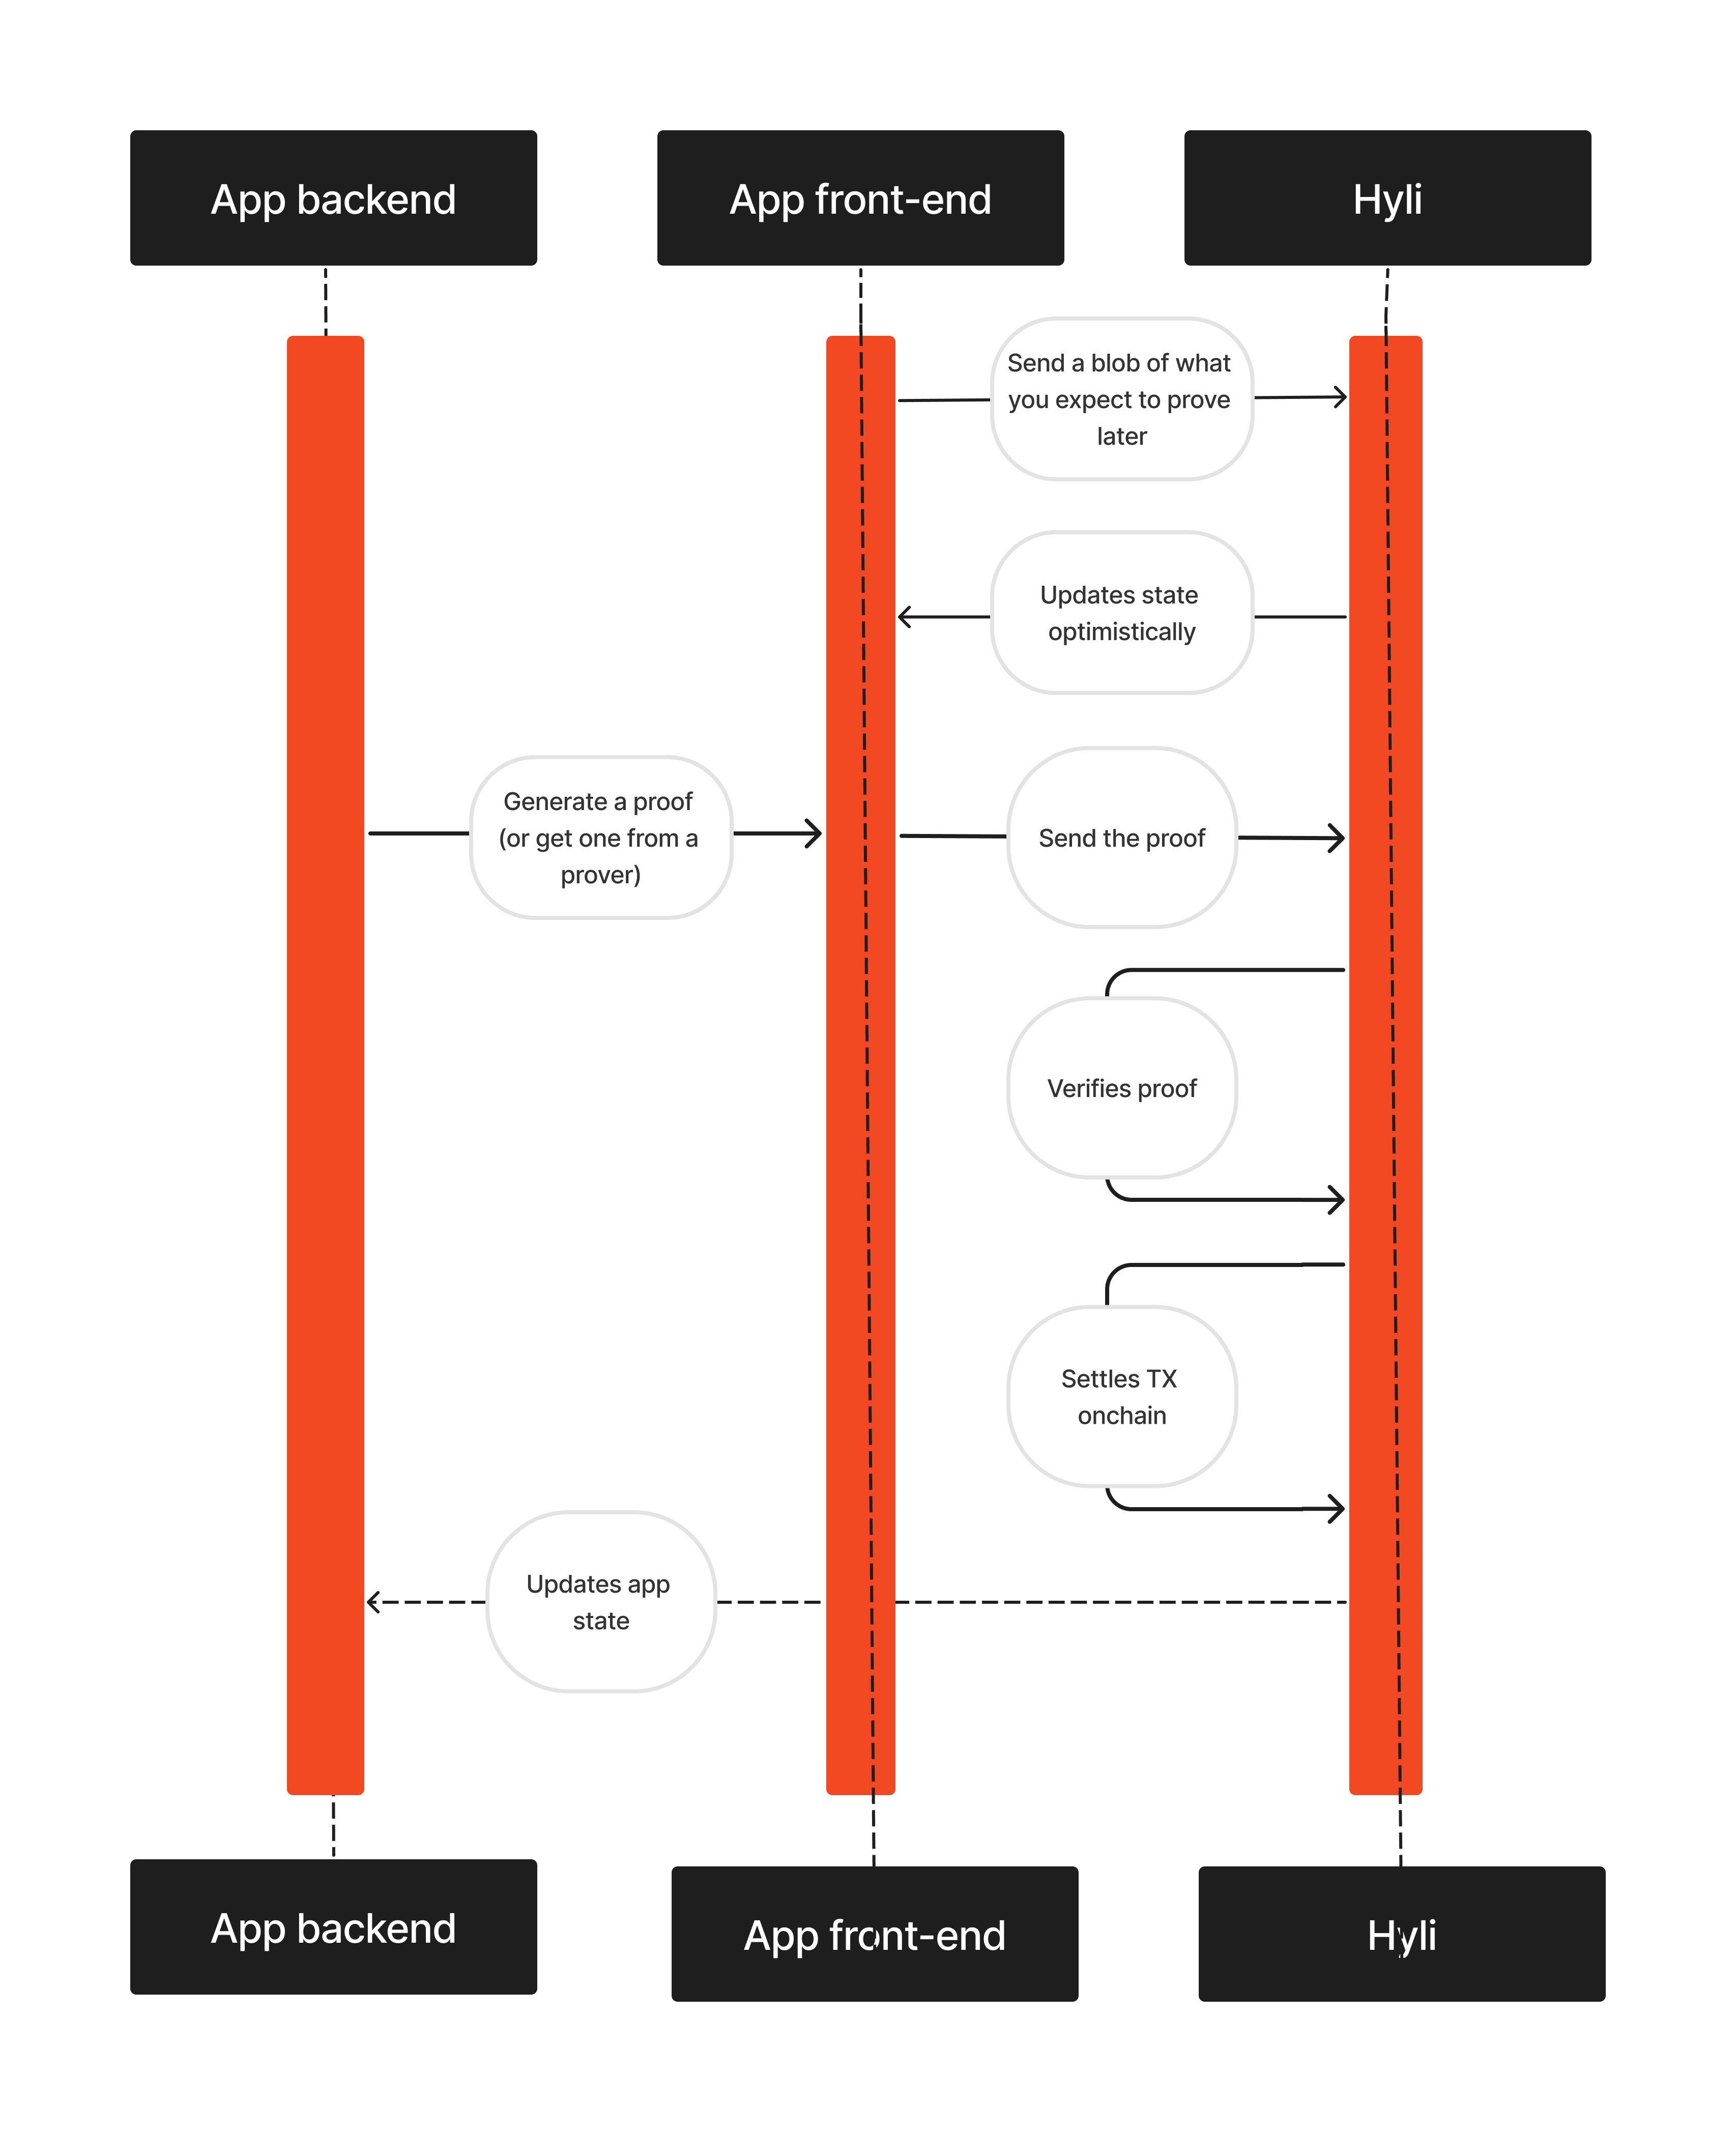 App backend
App front-end
Hyli
Send a blob of what
you expect to prove
later
Updates state
optimistically
Generate a proof
(or get one from a
prover)
Send the proof
Verifies proof
Settles TX
onchain
Updates app
state
App backend
App front-end
Hyli